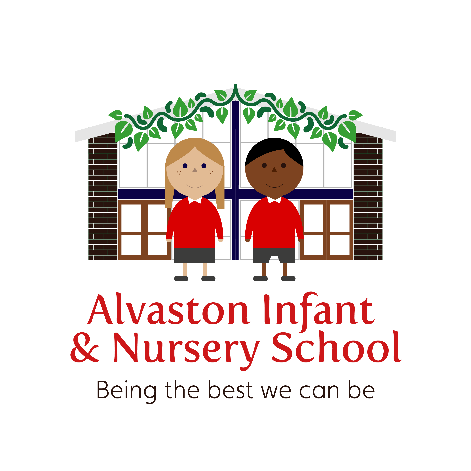 Alvaston Infant
& Nursery School
Being the best we can be